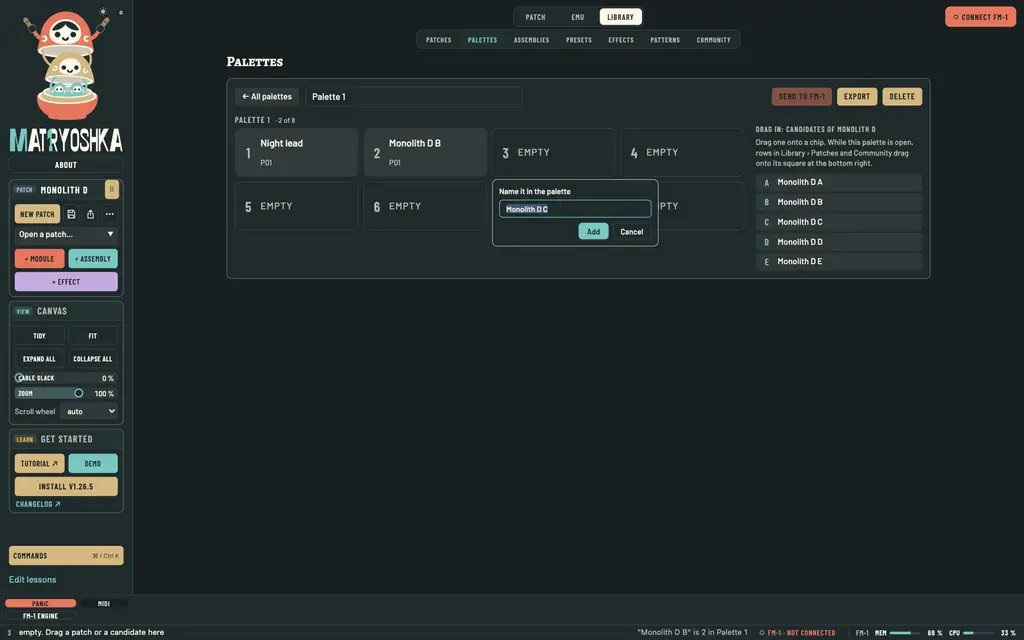 PATCH EMU LIBRARY
CONNECT FM-1
PATCHES PALETTES ASSEMBLIES PRESETS EFFECTS PATTERNS COMMUNITY
MATRYOSHKA
ABOUT
PATCH MONOLITH D
NEW PATCH
Open a patch...
+ MODULE + ASSEMBLY
+ EFFECT
VIEW CANVAS
TIDY FIT
EXPAND ALL COLLAPSE ALL
CABLE SLACK 0 %
ZOOM 100 %
Scroll wheel auto
LEARN GET STARTED
TUTORIAL ↗ DEMO
INSTALL V1.26.5
CHANGELOG ↗
COMMANDS ⌘ / Ctrl K
Edit lessons
PANIC MIDI
FM-1 ENGINE
PALETTES
← All palettes Palette 1 SEND TO FM-1 EXPORT DELETE
PALETTE 1 · 2 of 8
1 Night lead P01
2 Monolith D B P01
3 EMPTY
4 EMPTY
5 EMPTY
6 EMPTY
PTY
Name it in the palette
Monolith D C
Add Cancel
DRAG IN: CANDIDATES OF MONOLITH D
Drag one onto a chip. While this palette is open,
rows in Library › Patches and Community drag
onto its square at the bottom right.
A Monolith D A
B Monolith D B
C Monolith D C
D Monolith D D
E Monolith D E
3 empty. Drag a patch or a candidate here
"Monolith D B" is 2 in Palette 1 FM-1 · NOT CONNECTED FM-1 MEM 69 % CPU 33 %